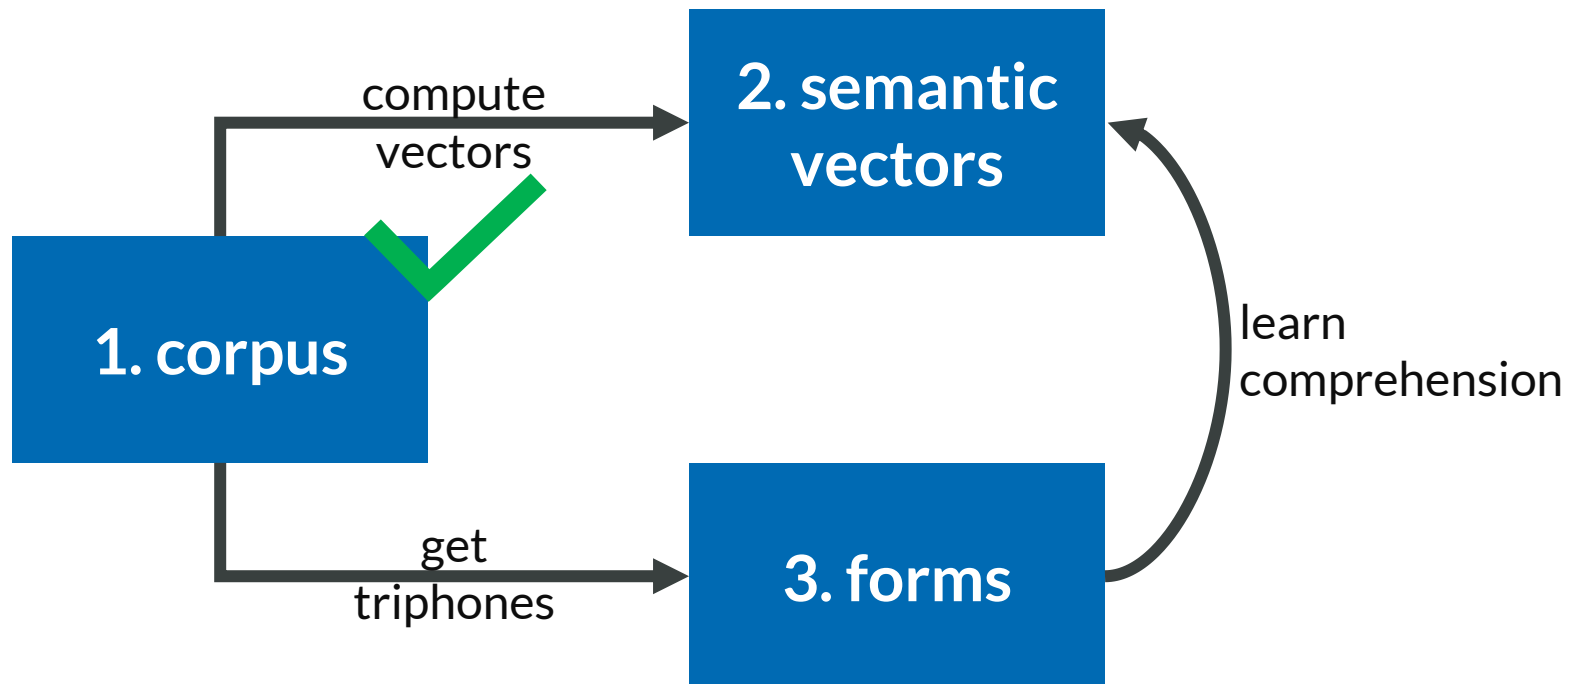 compute
vectors
2. semantic
vectors
1. corpus
learn
comprehension
get
triphones
3. forms